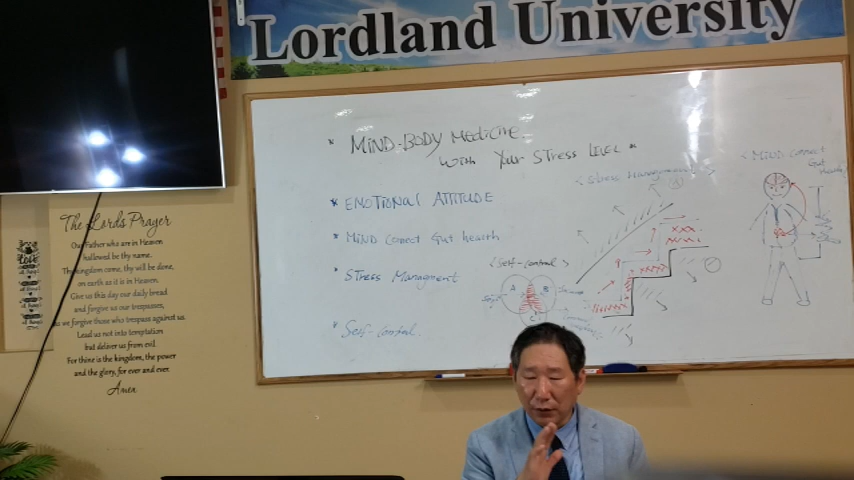 Lordland University
* MIND-BODY MEDICINE
with Your STress LEVEL *
* EMOTIONAL ATTITUDE
* MIND Connect Gut health
* STress Managment
* Self-control.
< Self-control >
A
B
C
< Stress Management >
A
< MIND Connect
Gut Health >
The Lords Prayer
Our Father who are in Heaven
hallowed be thy name.
Thy kingdom come, thy will be done,
on earth as it is in Heaven.
Give us this day our daily bread
and forgive us our trespasses,
as we forgive those who trespass against us.
Lead us not into temptation
but deliver us from evil.
For thine is the kingdom, the power
and the glory, for ever and ever
Amen